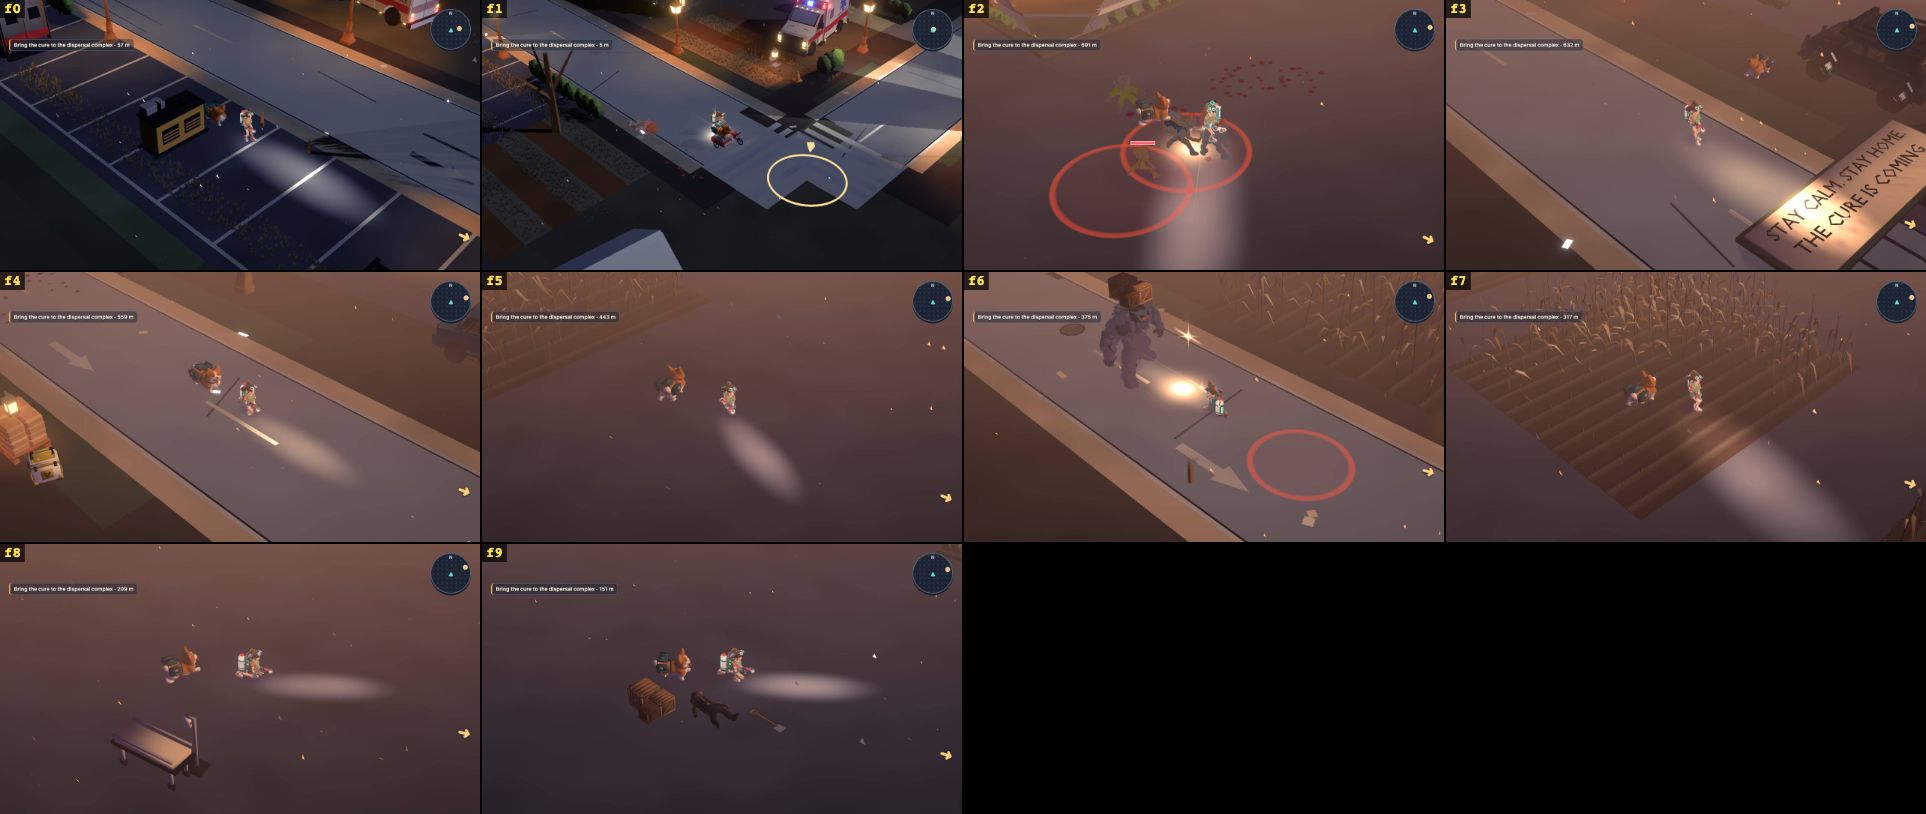 f0
Bring the cure to the dispersal complex - 57 m
N
f1
Bring the cure to the dispersal complex - 5 m
N
f2
Bring the cure to the dispersal complex - 691 m
N
f3
Bring the cure to the dispersal complex - 632 m
N
STAY CALM. STAY HOME.
THE CURE IS COMING
f4
Bring the cure to the dispersal complex - 559 m
N
f5
Bring the cure to the dispersal complex - 443 m
N
f6
Bring the cure to the dispersal complex - 375 m
N
f7
Bring the cure to the dispersal complex - 317 m
N
f8
Bring the cure to the dispersal complex - 209 m
N
f9
Bring the cure to the dispersal complex - 151 m
N